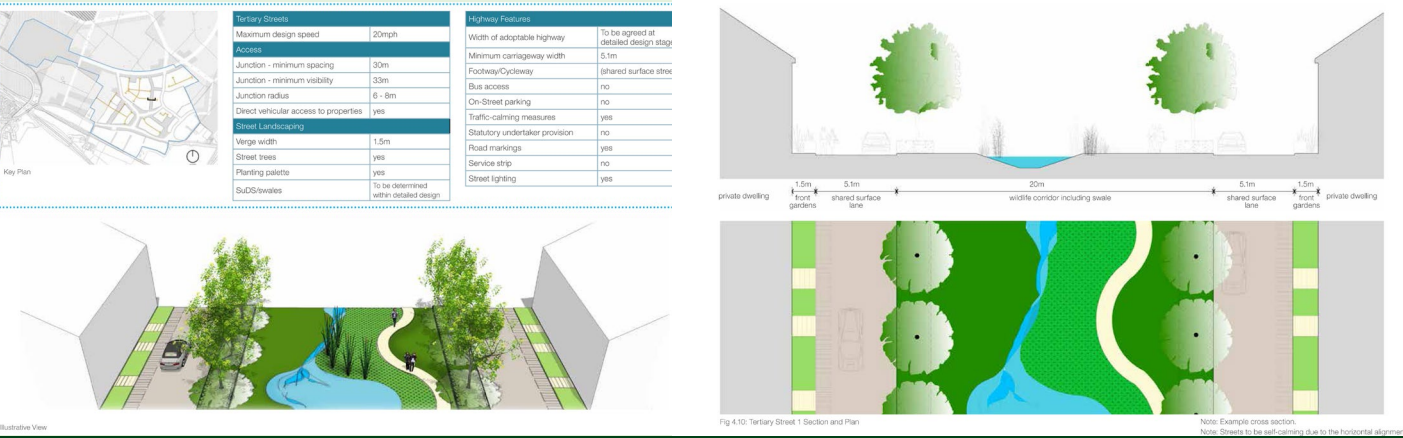 Tertiary Streets
Maximum design speed 20mph
Access
Junction - minimum spacing 30m
Junction - minimum visibility 33m
Junction radius 6 - 8m
Direct vehicular access to properties yes
Street Landscaping
Verge width 1.5m
Street trees yes
Planting palette yes
SuDS/swales To be determined
within detailed design
Highway Features
Width of adoptable highway To be agreed at
detailed design stage
Minimum carriageway width 5.1m
Footway/Cycleway (shared surface stree
Bus access no
On-Street parking no
Traffic-calming measures yes
Statutory undertaker provision no
Road markings yes
Service strip no
Street lighting yes
Key Plan
Illustrative View
1.5m 5.1m 20m 5.1m 1.5m
private dwelling front shared surface wildlife corridor including swale shared surface front private dwelling
gardens lane lane gardens
Fig 4.10: Tertiary Street 1 Section and Plan
Note: Example cross section.
Note: Streets to be self-calming due to the horizontal alignmen